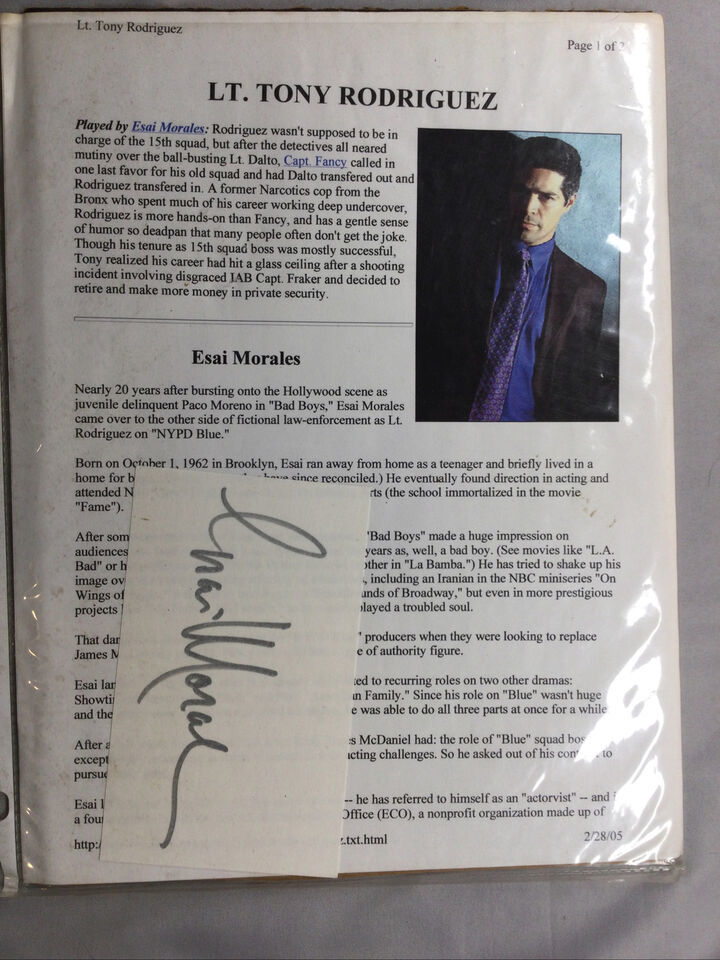 Lt. Tony Rodriguez
Page 1 of 2
LT. TONY RODRIGUEZ
Played by Esai Morales: Rodriguez wasn't supposed to be in
charge of the 15th squad, but after the detectives all neared
mutiny over the ball-busting Lt. Dalto, Capt. Fancy called in
one last favor for his old squad and had Dalto transfered out and
Rodriguez transfered in. A former Narcotics cop from the
Bronx who spent much of his career working deep undercover,
Rodriguez is more hands-on than Fancy, and has a gentle sense
of humor so deadpan that many people often don't get the joke.
Though his tenure as 15th squad boss was mostly successful,
Tony realized his career had hit a glass ceiling after a shooting
incident involving disgraced IAB Capt. Fraker and decided to
retire and make more money in private security.
Esai Morales
Nearly 20 years after bursting onto the Hollywood scene as
juvenile delinquent Paco Moreno in "Bad Boys," Esai Morales
came over to the other side of fictional law-enforcement as Lt.
Rodriguez on "NYPD Blue."
Born on October 1, 1962 in Brooklyn, Esai ran away from home as a teenager and briefly lived in a
home for b have since reconciled.) He eventually found direction in acting and
attended N rts (the school immortalized in the movie
"Fame").
After som "Bad Boys" made a huge impression on
audiences years as, well, a bad boy. (See movies like "L.A.
Bad" or h other in "La Bamba.") He has tried to shake up his
image ov , including an Iranian in the NBC miniseries "On
Wings of unds of Broadway," but even in more prestigious
projects played a troubled soul.
That dar " producers when they were looking to replace
James M e of authority figure.
Esai lan ed to recurring roles on two other dramas:
Showti an Family." Since his role on "Blue" wasn't huge
and the e was able to do all three parts at once for a while
After a s McDaniel had: the role of "Blue" squad bos
except acting challenges. So he asked out of his con to
pursu
Esai l -- he has referred to himself as an "actorvist" -- and
a four Office (ECO), a nonprofit organization made up of
http:/ z.txt.html 2/28/05
Esai Morales